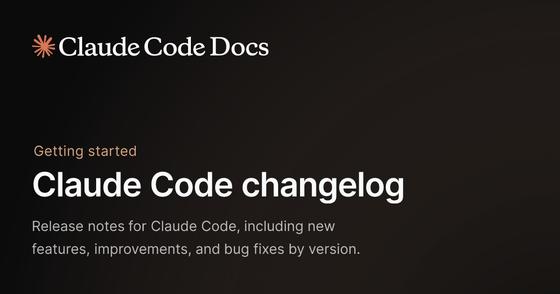 Claude Code Docs
Getting started
Claude Code changelog
Release notes for Claude Code, including new
features, improvements, and bug fixes by version.